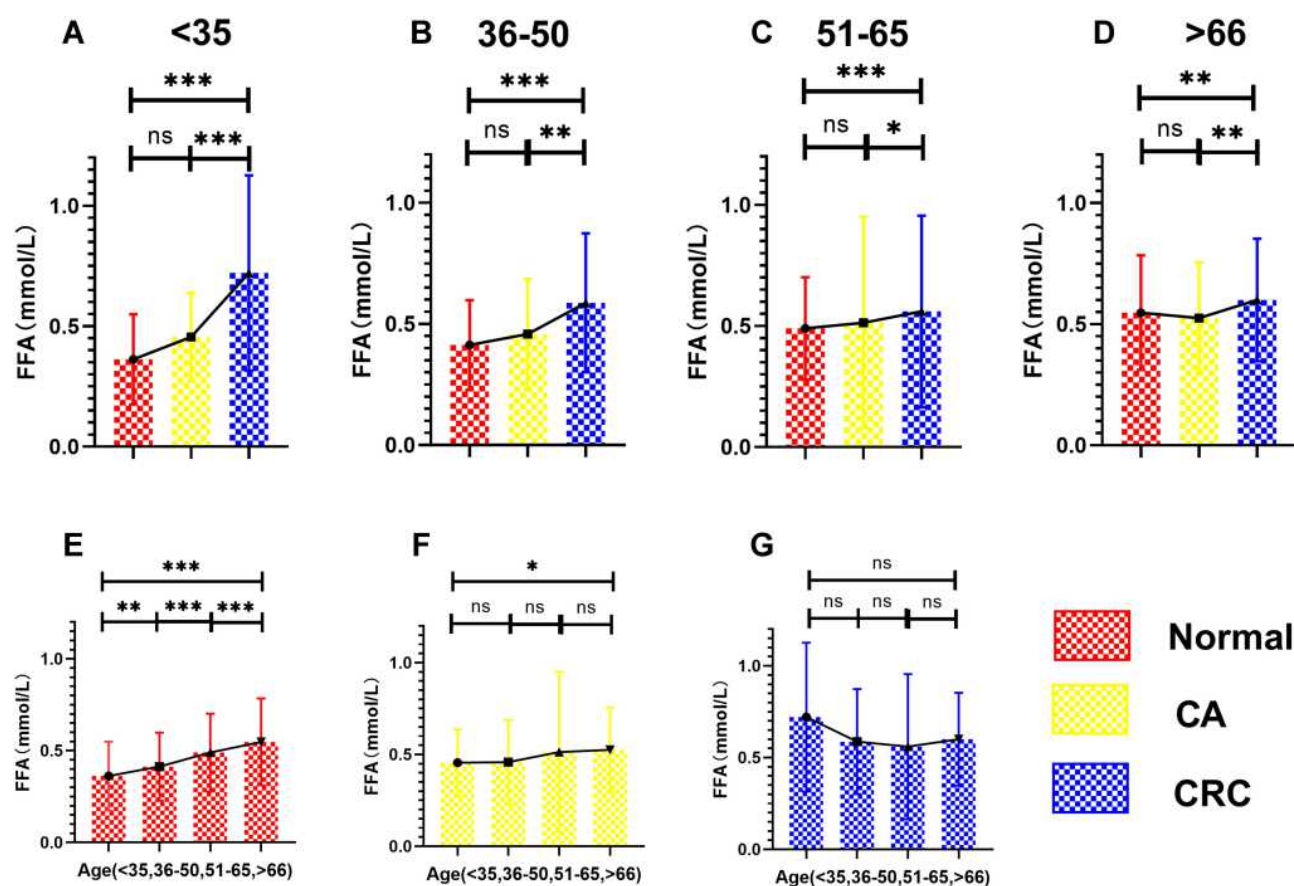 A <35
B 36-50
C 51-65
D >66
***
ns ***
***
ns **
***
ns *
**
ns **
FFA(mmol/L)
1.0
0.5
0.0
FFA(mmol/L)
1.0
0.5
0.0
FFA(mmol/L)
1.0
0.5
0.0
FFA(mmol/L)
1.0
0.5
0.0
E
***
** *** ***
FFA(mmol/L)
1.0
0.5
0.0
Age(<35,36-50,51-65,>66)
F
*
ns ns ns
FFA(mmol/L)
1.0
0.5
0.0
Age(<35,36-50,51-65,>66)
G
ns
ns ns ns
FFA(mmol/L)
1.0
0.5
0.0
Age(<35,36-50,51-65,>66)
Normal
CA
CRC